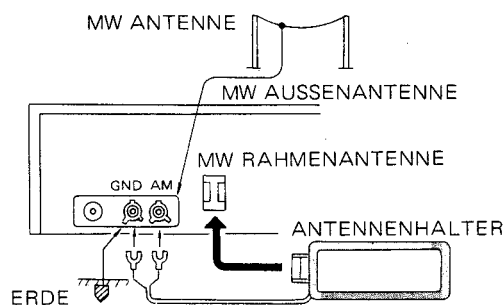 MW ANTENNE
MW AUSSENANTENNE
MW RAHMENANTENNE
GND AM
ANTENNENHALTER
ERDE